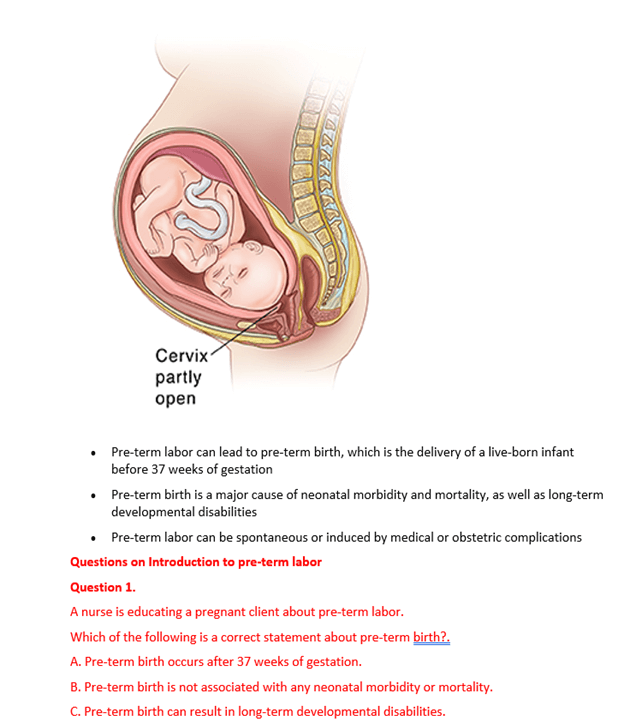 Cervix
partly
open
• Pre-term labor can lead to pre-term birth, which is the delivery of a live-born infant
before 37 weeks of gestation
• Pre-term birth is a major cause of neonatal morbidity and mortality, as well as long-term
developmental disabilities
• Pre-term labor can be spontaneous or induced by medical or obstetric complications
Questions on Introduction to pre-term labor
Question 1.
A nurse is educating a pregnant client about pre-term labor.
Which of the following is a correct statement about pre-term birth?.
A. Pre-term birth occurs after 37 weeks of gestation.
B. Pre-term birth is not associated with any neonatal morbidity or mortality.
C. Pre-term birth can result in long-term developmental disabilities.